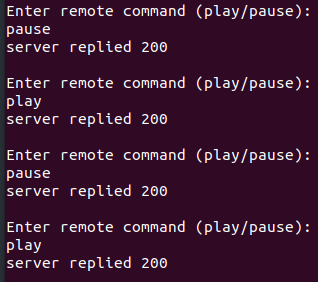 Enter remote command (play/pause):
pause
server replied 200
Enter remote command (play/pause):
play
server replied 200
Enter remote command (play/pause):
pause
server replied 200
Enter remote command (play/pause):
play
server replied 200